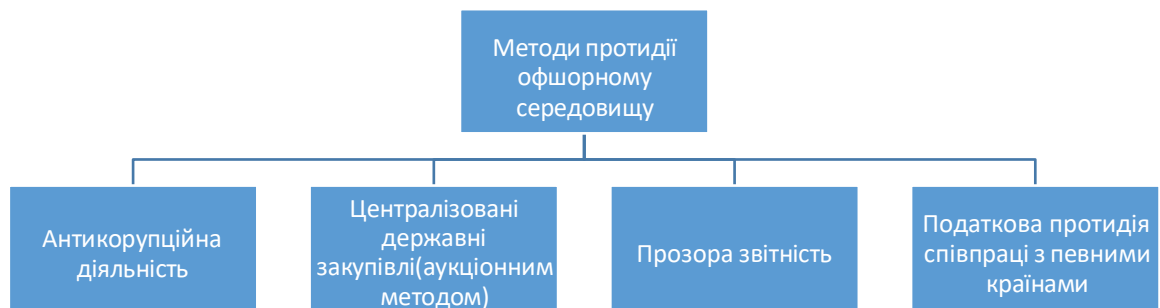 Методи протидії
офшорному
середовищу
Антикорупційна
діяльність
Централізовані
державні
закупівлі(аукціонним
методом)
Прозора звітність
Податкова протидія
співпраці з певними
країнами